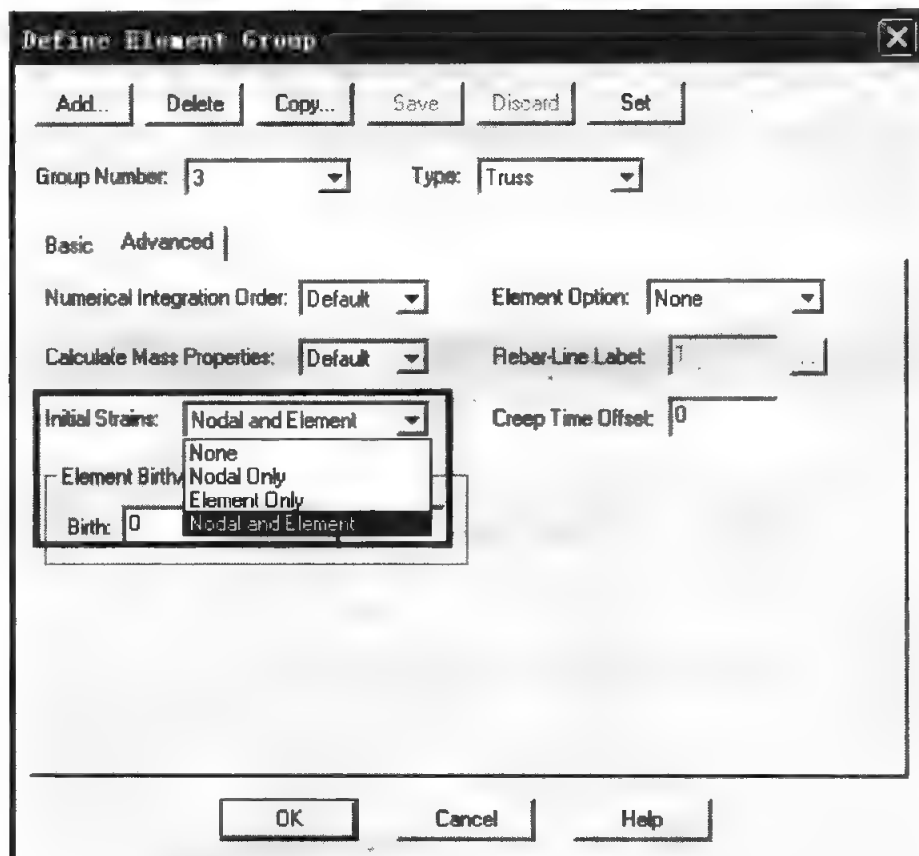 Define Element Group
Add... Delete Copy... Save Discard Set
Group Number: 3 Type: Truss
Basic Advanced
Numerical Integration Order: Default Element Option: None
Calculate Mass Properties: Default Rebar-Line Label: 1 ...
Initial Strains: Nodal and Element Creep Time Offset: 0
None
Nodal Only
Element Birth/
Element Only
Birth: 0
Nodal and Element
OK Cancel Help